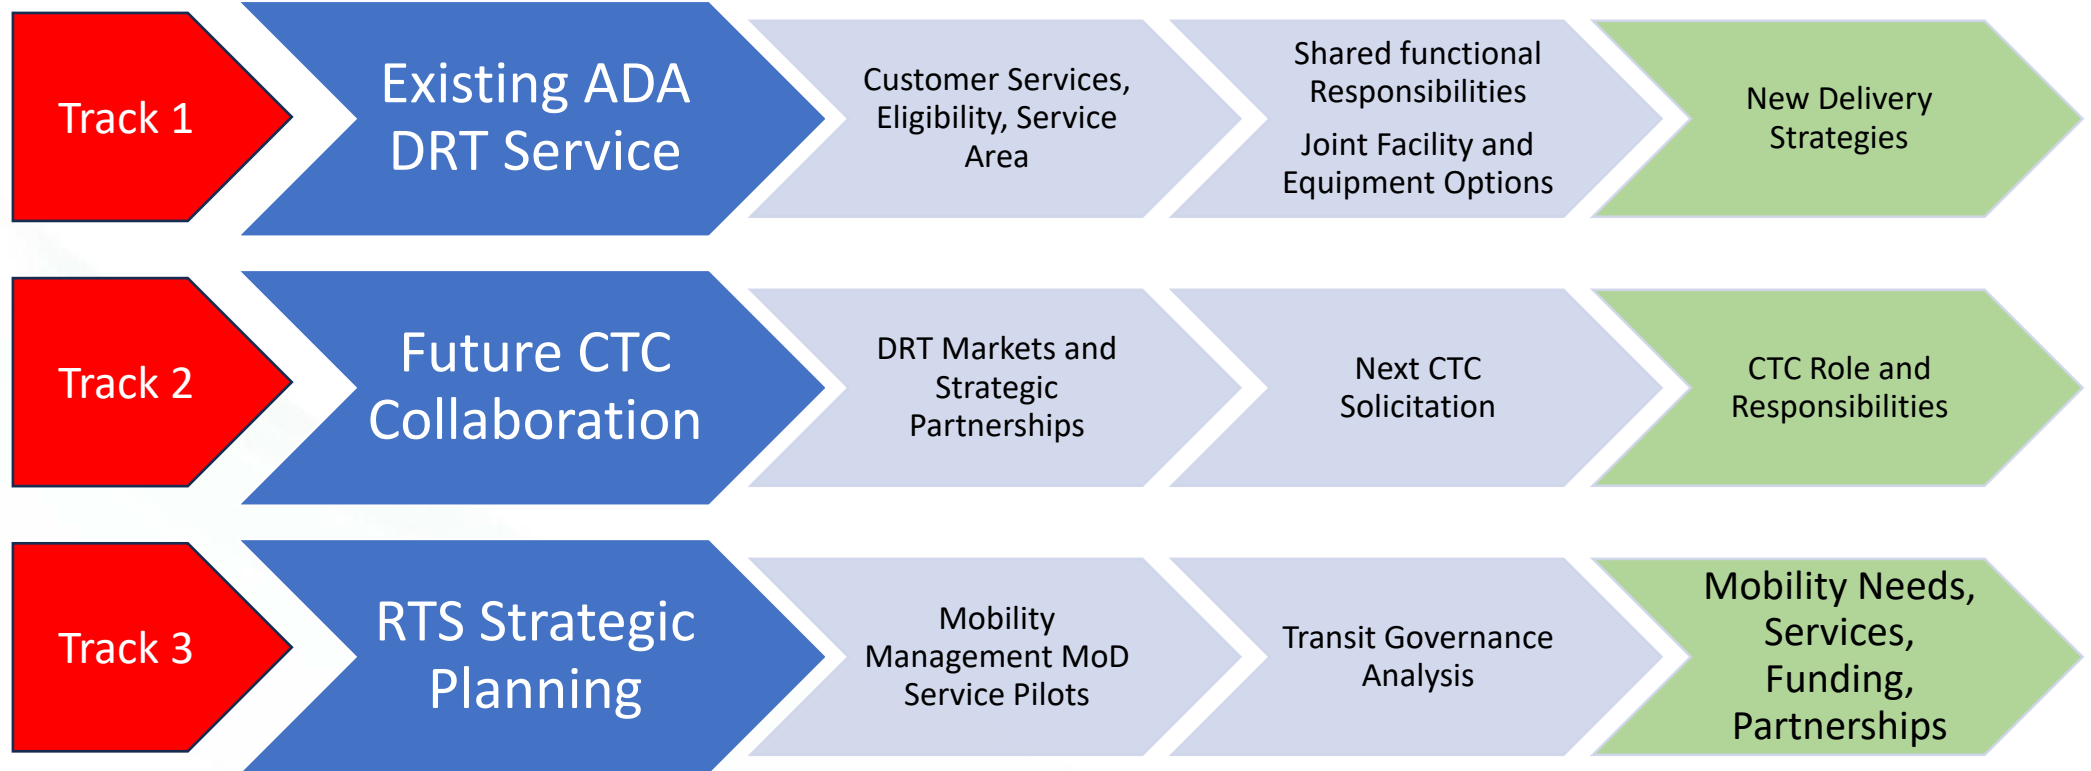 Track 1
Existing ADA
DRT Service
Customer Services,
Eligibility, Service
Area
Shared functional
Responsibilities
Joint Facility and
Equipment Options
New Delivery
Strategies
Track 2
Future CTC
Collaboration
DRT Markets and
Strategic
Partnerships
Next CTC
Solicitation
CTC Role and
Responsibilities
Track 3
RTS Strategic
Planning
Mobility
Management MoD
Service Pilots
Transit Governance
Analysis
Mobility Needs,
Services,
Funding,
Partnerships